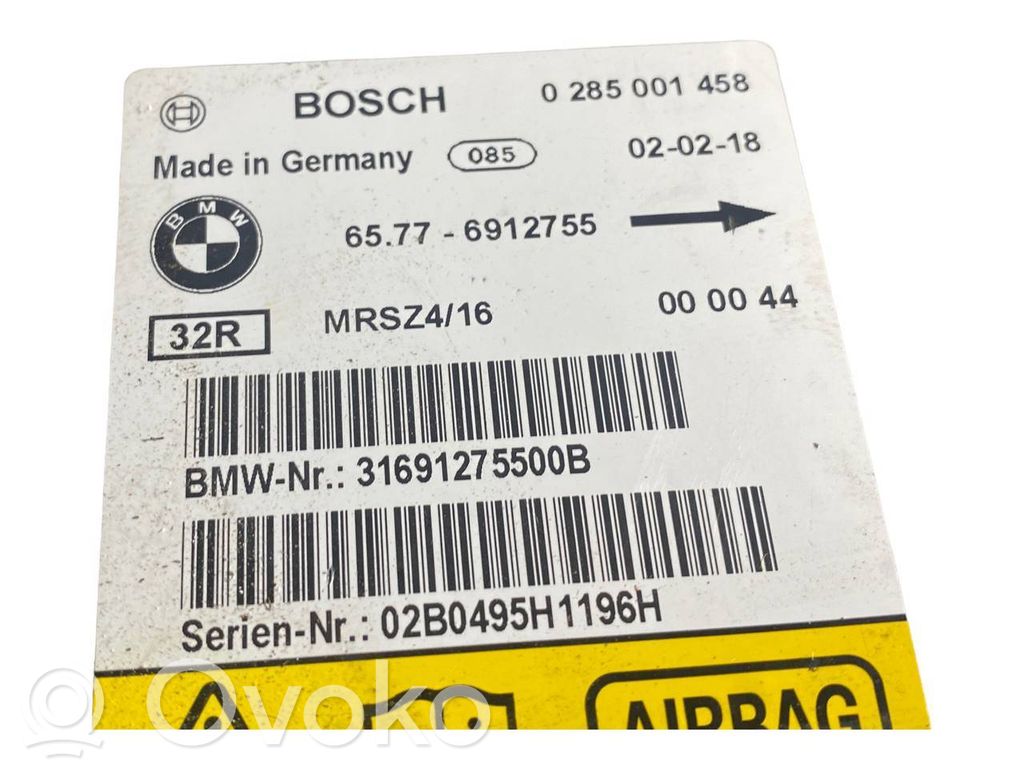 BOSCH 0 285 001 458
Made in Germany 085 02-02-18
BMW 65.77 - 6912755
32R MRSZ4/16 00 00 44
BMW-Nr.: 31691275500B
Serien-Nr.: 02B0495H1196H
AIRBAG
Ovoko